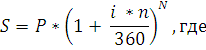 S = P * (1 + (i * n)/360)^N, где